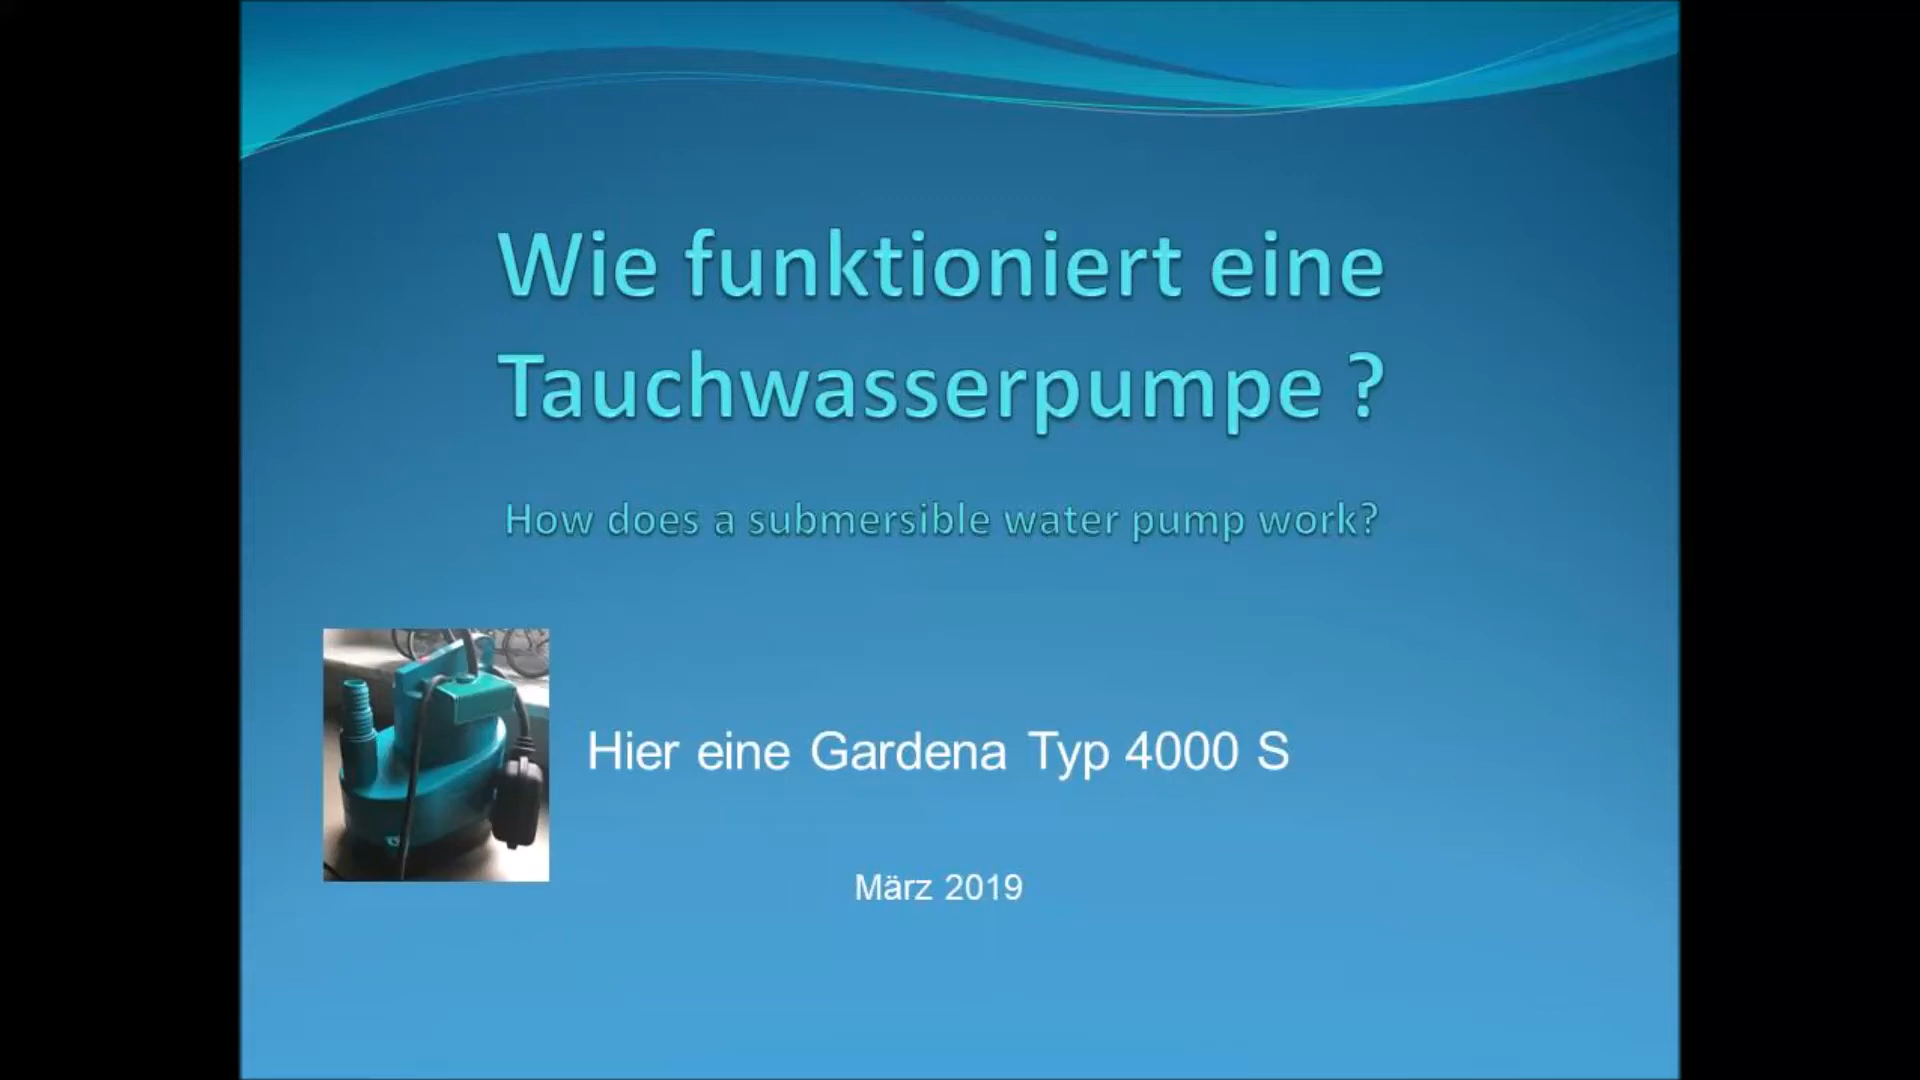 Wie funktioniert eine
Tauchwasserpumpe ?
How does a submersible water pump work?
Hier eine Gardena Typ 4000 S
März 2019